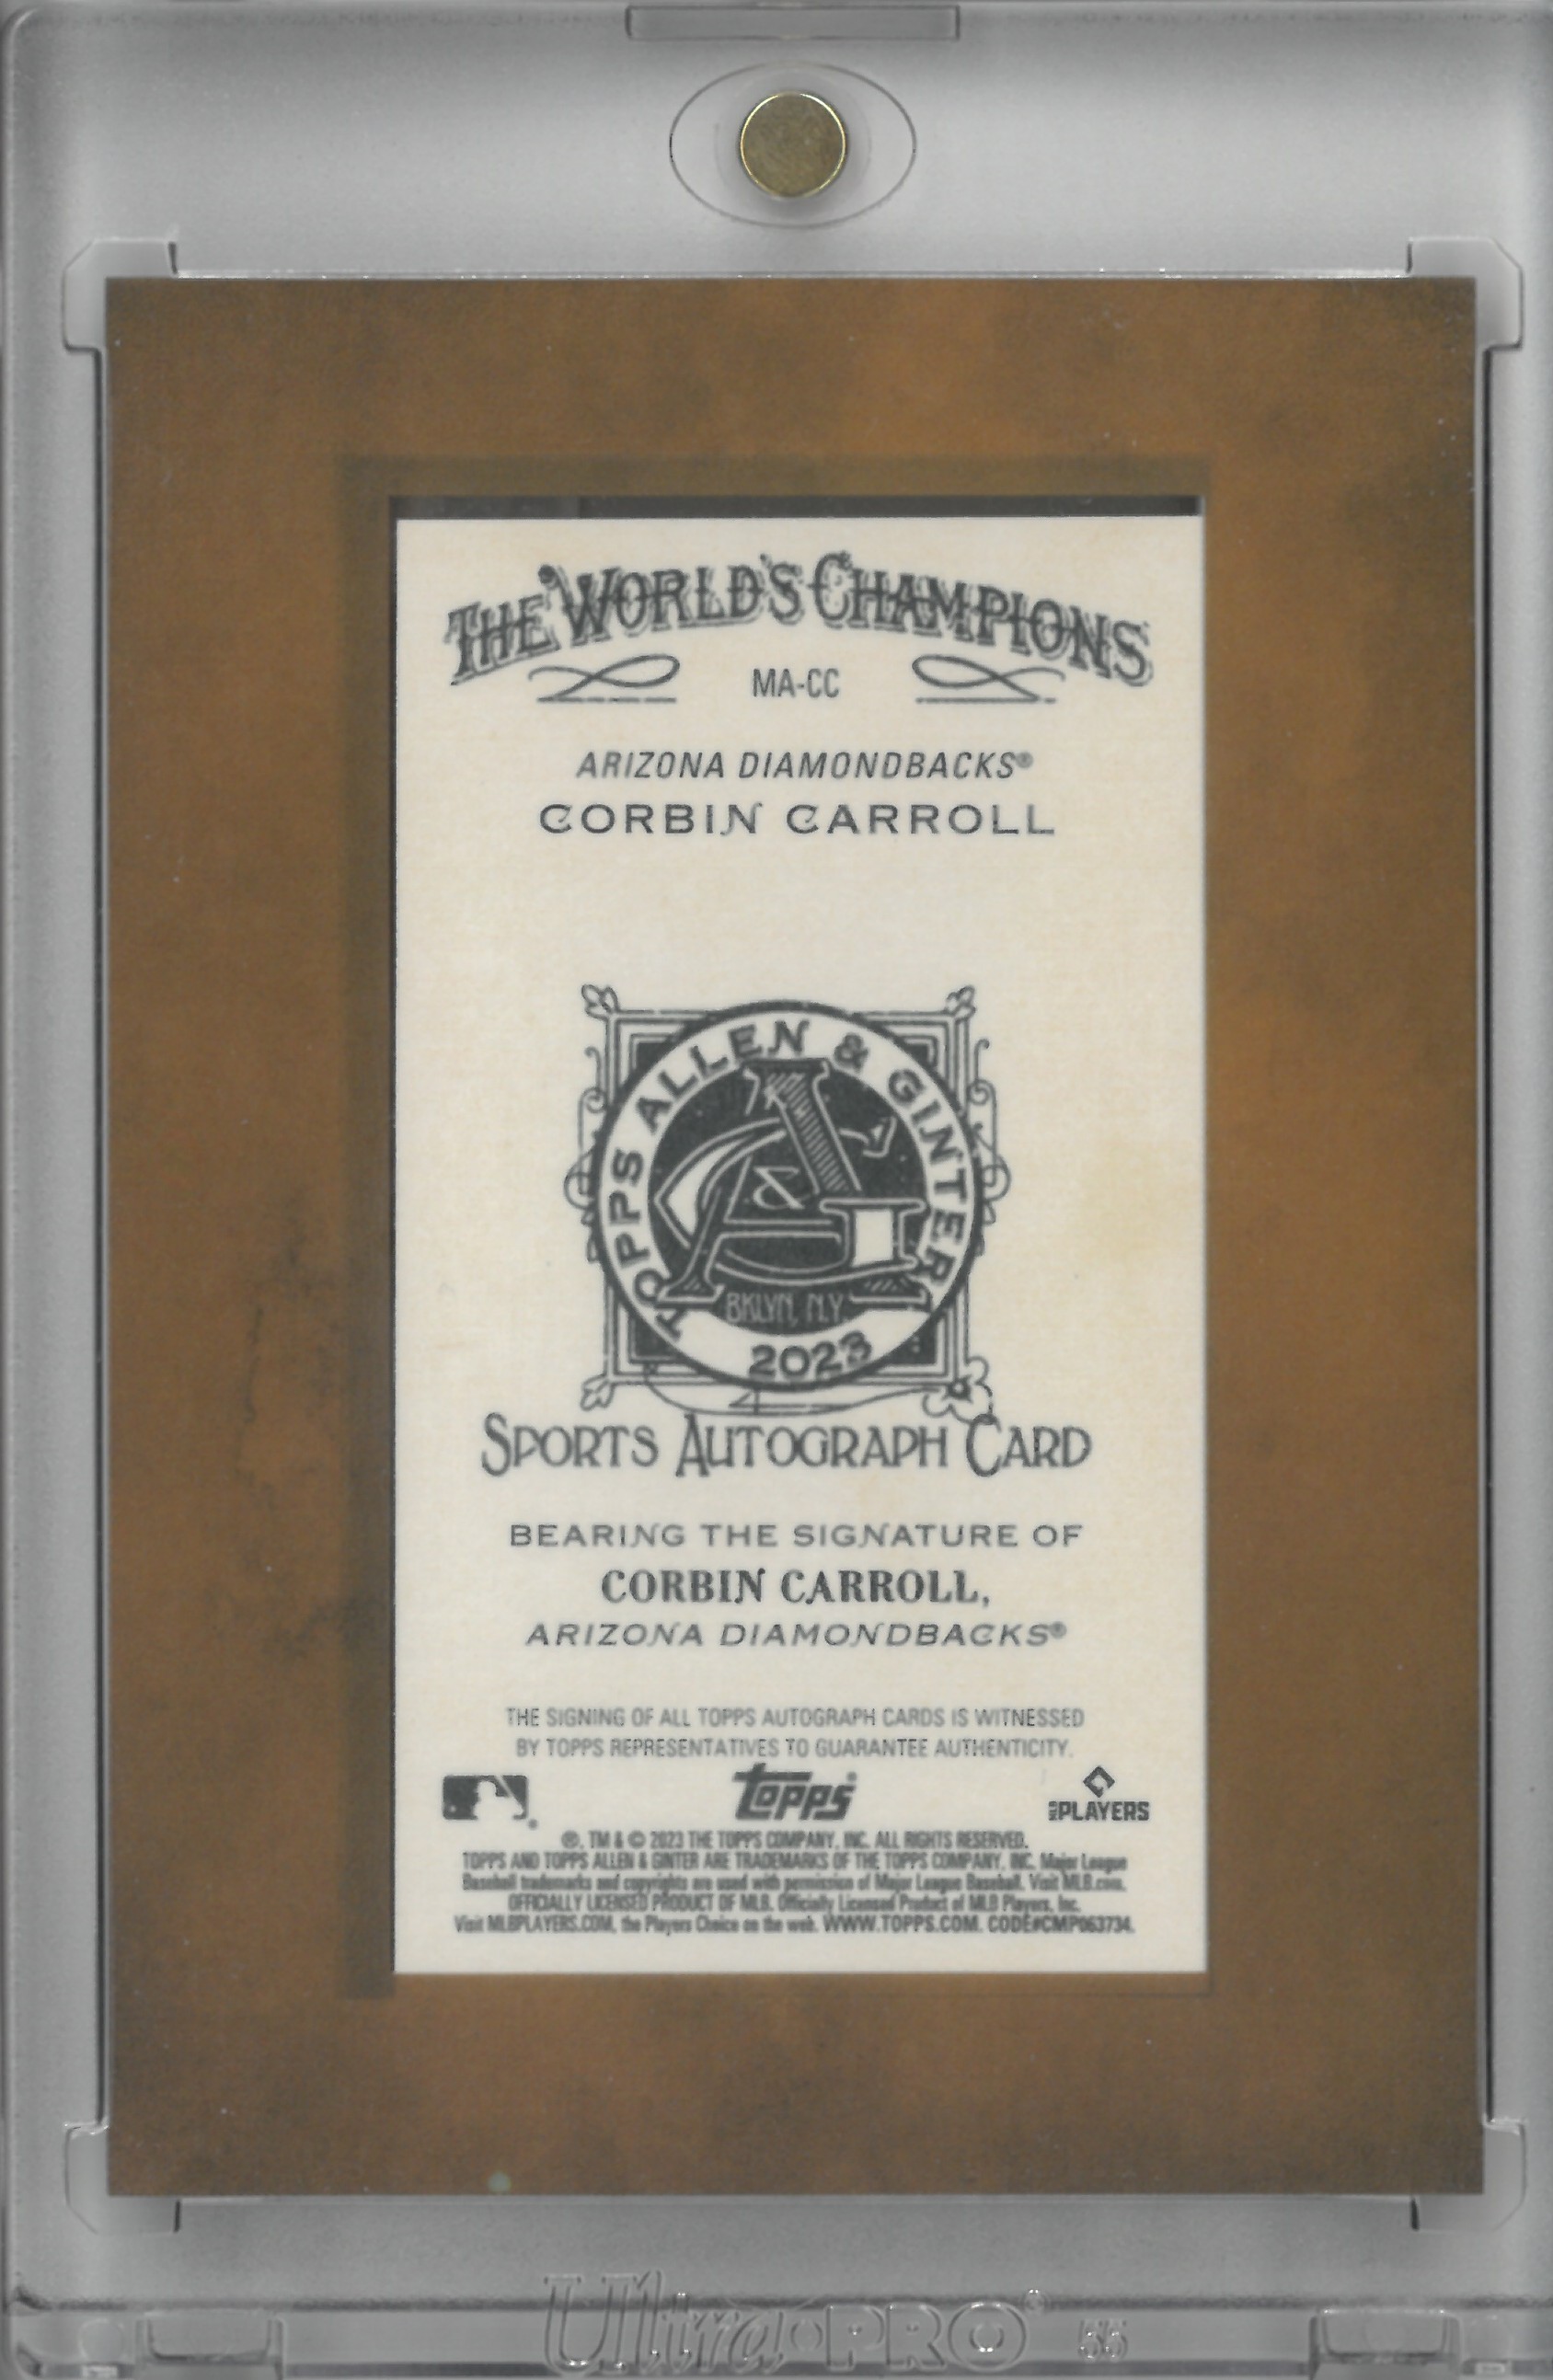 THE WORLD'S CHAMPIONS
MA-CC
ARIZONA DIAMONDBACKS®
CORBIN CARROLL
TOPPS ALLEN & GINTER
A & G
BKLYN, N.Y.
2023
SPORTS AUTOGRAPH CARD
BEARING THE SIGNATURE OF
CORBIN CARROLL,
ARIZONA DIAMONDBACKS®
THE SIGNING OF ALL TOPPS AUTOGRAPH CARDS IS WITNESSED
BY TOPPS REPRESENTATIVES TO GUARANTEE AUTHENTICITY.
topps®
MLB PLAYERS
®, TM & © 2023 THE TOPPS COMPANY, INC. ALL RIGHTS RESERVED.
TOPPS AND TOPPS ALLEN & GINTER ARE TRADEMARKS OF THE TOPPS COMPANY, INC. Major League
Baseball trademarks and copyrights are used with permission of Major League Baseball. Visit MLB.com.
OFFICIALLY LICENSED PRODUCT OF MLB. Officially Licensed Product of MLB Players, Inc.
Visit MLBPLAYERS.COM, the Players Choice on the web. WWW.TOPPS.COM. CODE#CMP063734.
Ultra PRO®